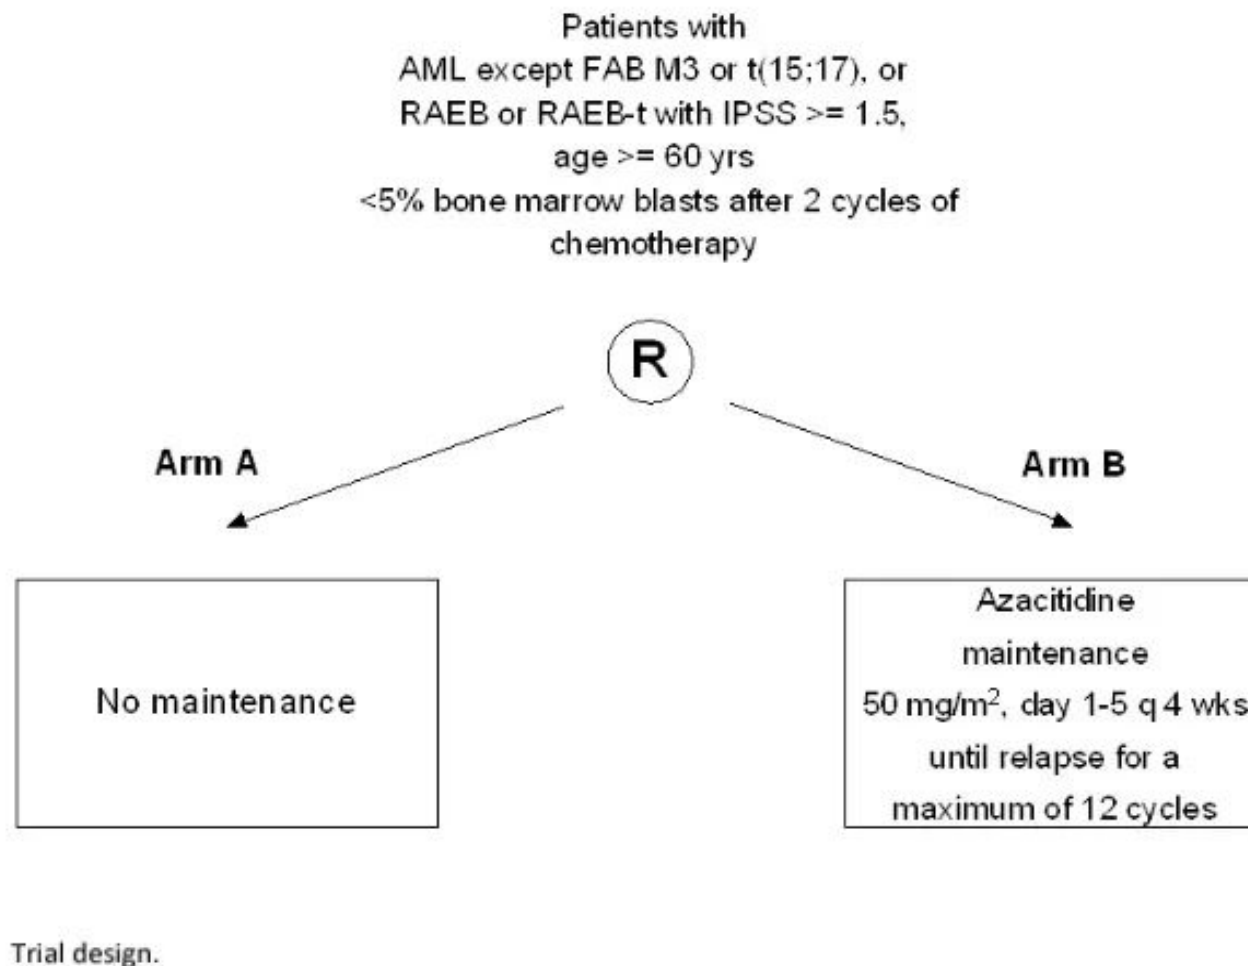 Patients with
AML except FAB M3 or t(15;17), or
RAEB or RAEB-t with IPSS >= 1.5,
age >= 60 yrs
<5% bone marrow blasts after 2 cycles of
chemotherapy
R
Arm A
Arm B
No maintenance
Azacitidine
maintenance
50 mg/m², day 1-5 q 4 wks
until relapse for a
maximum of 12 cycles
Trial design.